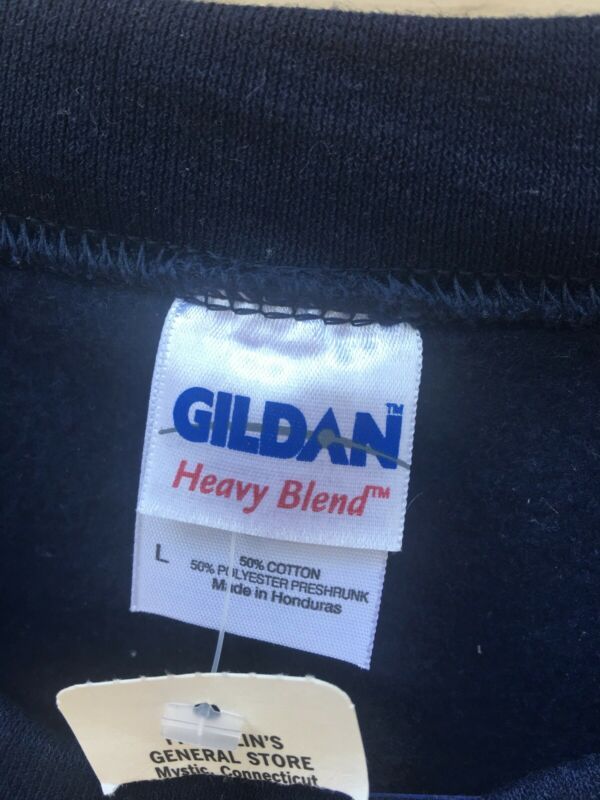 GILDAN™
Heavy Blend™
L
50% COTTON
50% POLYESTER PRESHRUNK
Made in Honduras
GENERAL STORE
Mystic, Connecticut